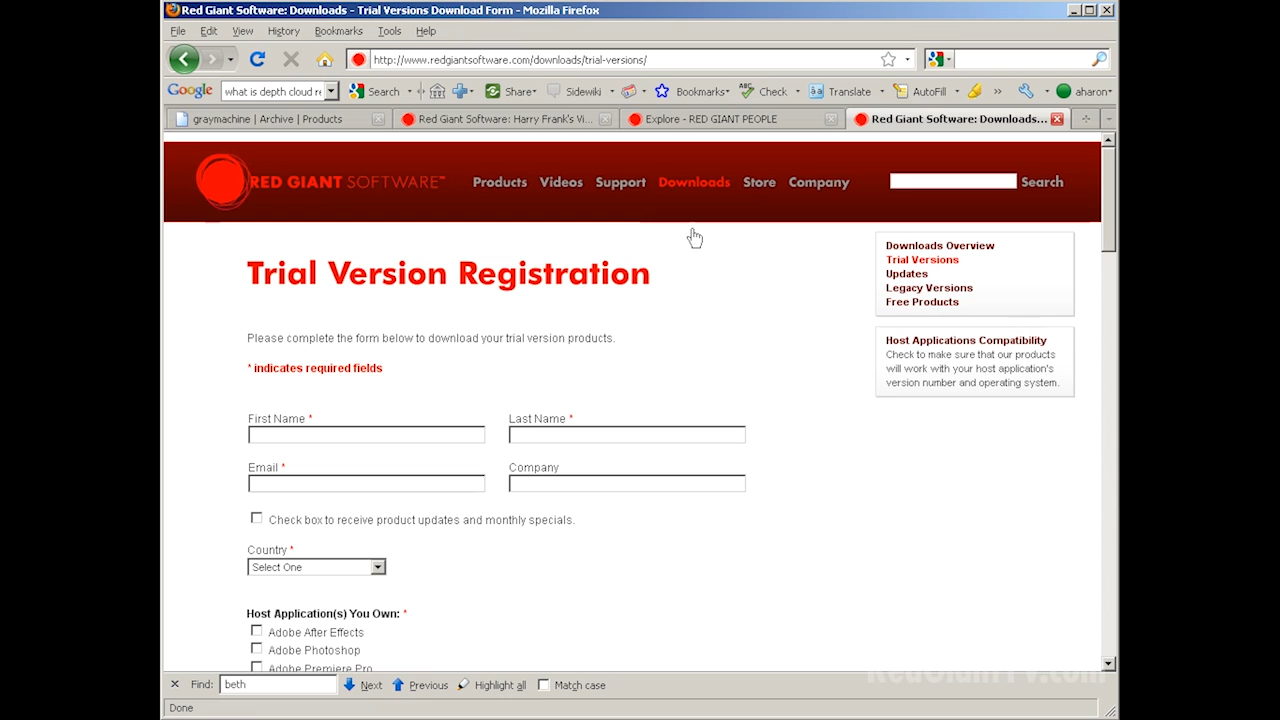 Red Giant Software: Downloads - Trial Versions Download Form - Mozilla Firefox
File Edit View History Bookmarks Tools Help
http://www.redgiantsoftware.com/downloads/trial-versions/
Google what is depth cloud re Search Share Sidewiki Bookmarks Check Translate AutoFill » aharon
graymachine | Archive | Products Red Giant Software: Harry Frank's Vi... Explore - RED GIANT PEOPLE Red Giant Software: Downloads...
RED GIANT SOFTWARE™ Products Videos Support Downloads Store Company Search
Trial Version Registration
Please complete the form below to download your trial version products.
* indicates required fields
First Name * Last Name *
Email * Company
Check box to receive product updates and monthly specials.
Country *
Select One
Host Application(s) You Own: *
Adobe After Effects
Adobe Photoshop
Adobe Premiere Pro
Downloads Overview
Trial Versions
Updates
Legacy Versions
Free Products
Host Applications Compatibility
Check to make sure that our products
will work with your host application's
version number and operating system.
RedGiantTV.com
Find: beth Next Previous Highlight all Match case
Done